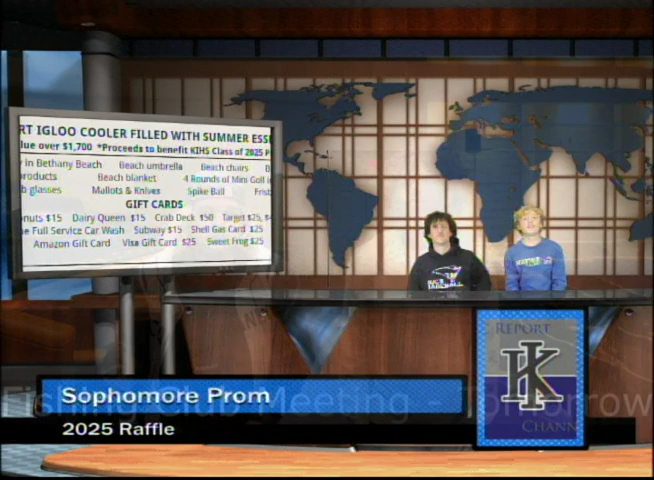 RT IGLOO COOLER FILLED WITH SUMMER ESS
lue over $1,700 *Proceeds to benefit KIHS Class of 2025 P
r in Bethany Beach Beach umbrella Beach chairs B
roducts Beach blanket 4 Rounds of Mini Golf
b glasses Mallots & Knives Spike Ball Frist
GIFT CARDS
nuts $15 Dairy Queen $15 Crab Deck $50 Target $25, $
e Full Service Car Wash Subway $15 Shell Gas Card $25
Amazon Gift Card Visa Gift Card $25 Sweet Frog $25
REPORT
KI
CHANN
Sophomore Prom
Fishing Club Meeting - Tomorrow
2025 Raffle